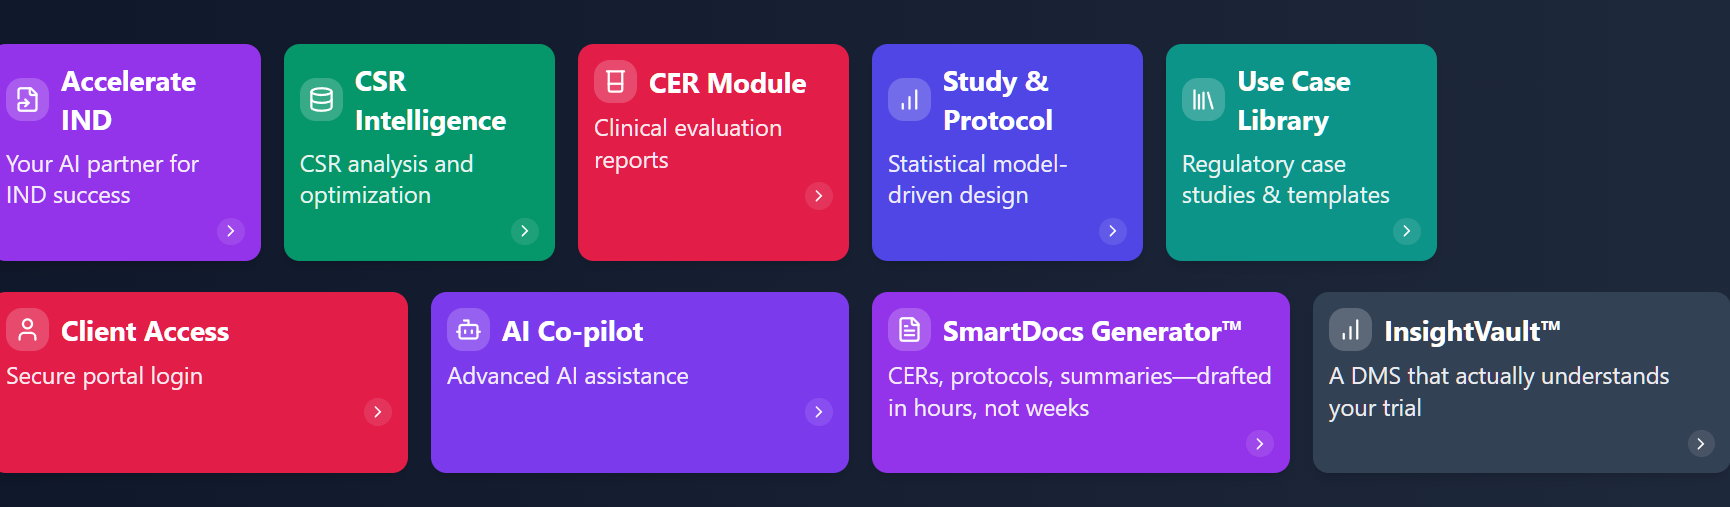 Accelerate
IND
Your AI partner for
IND success
CSR
Intelligence
CSR analysis and
optimization
CER Module
Clinical evaluation
reports
Study &
Protocol
Statistical model-
driven design
Use Case
Library
Regulatory case
studies & templates
Client Access
Secure portal login
AI Co-pilot
Advanced AI assistance
SmartDocs Generator™
CERs, protocols, summaries—drafted
in hours, not weeks
InsightVault™
A DMS that actually understands
your trial